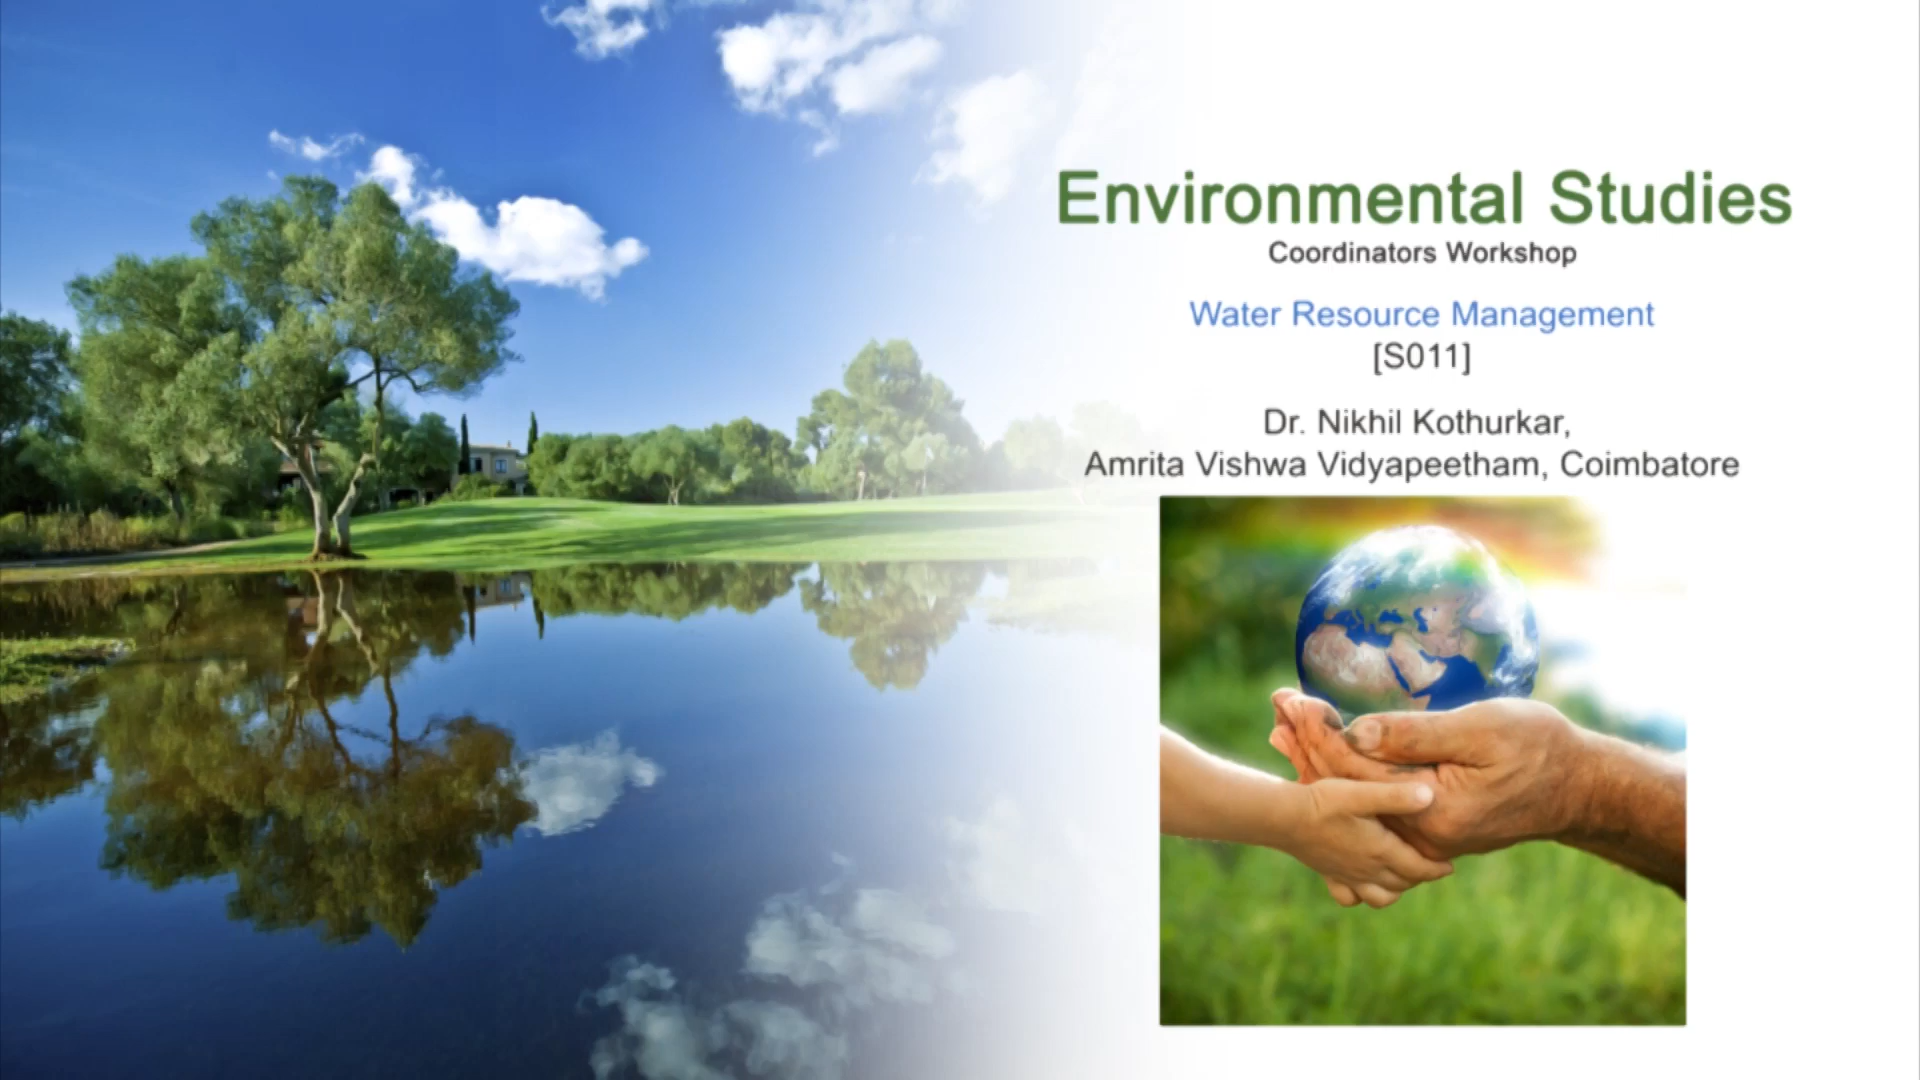 Environmental Studies
Coordinators Workshop
Water Resource Management
[S011]
Dr. Nikhil Kothurkar,
Amrita Vishwa Vidyapeetham, Coimbatore